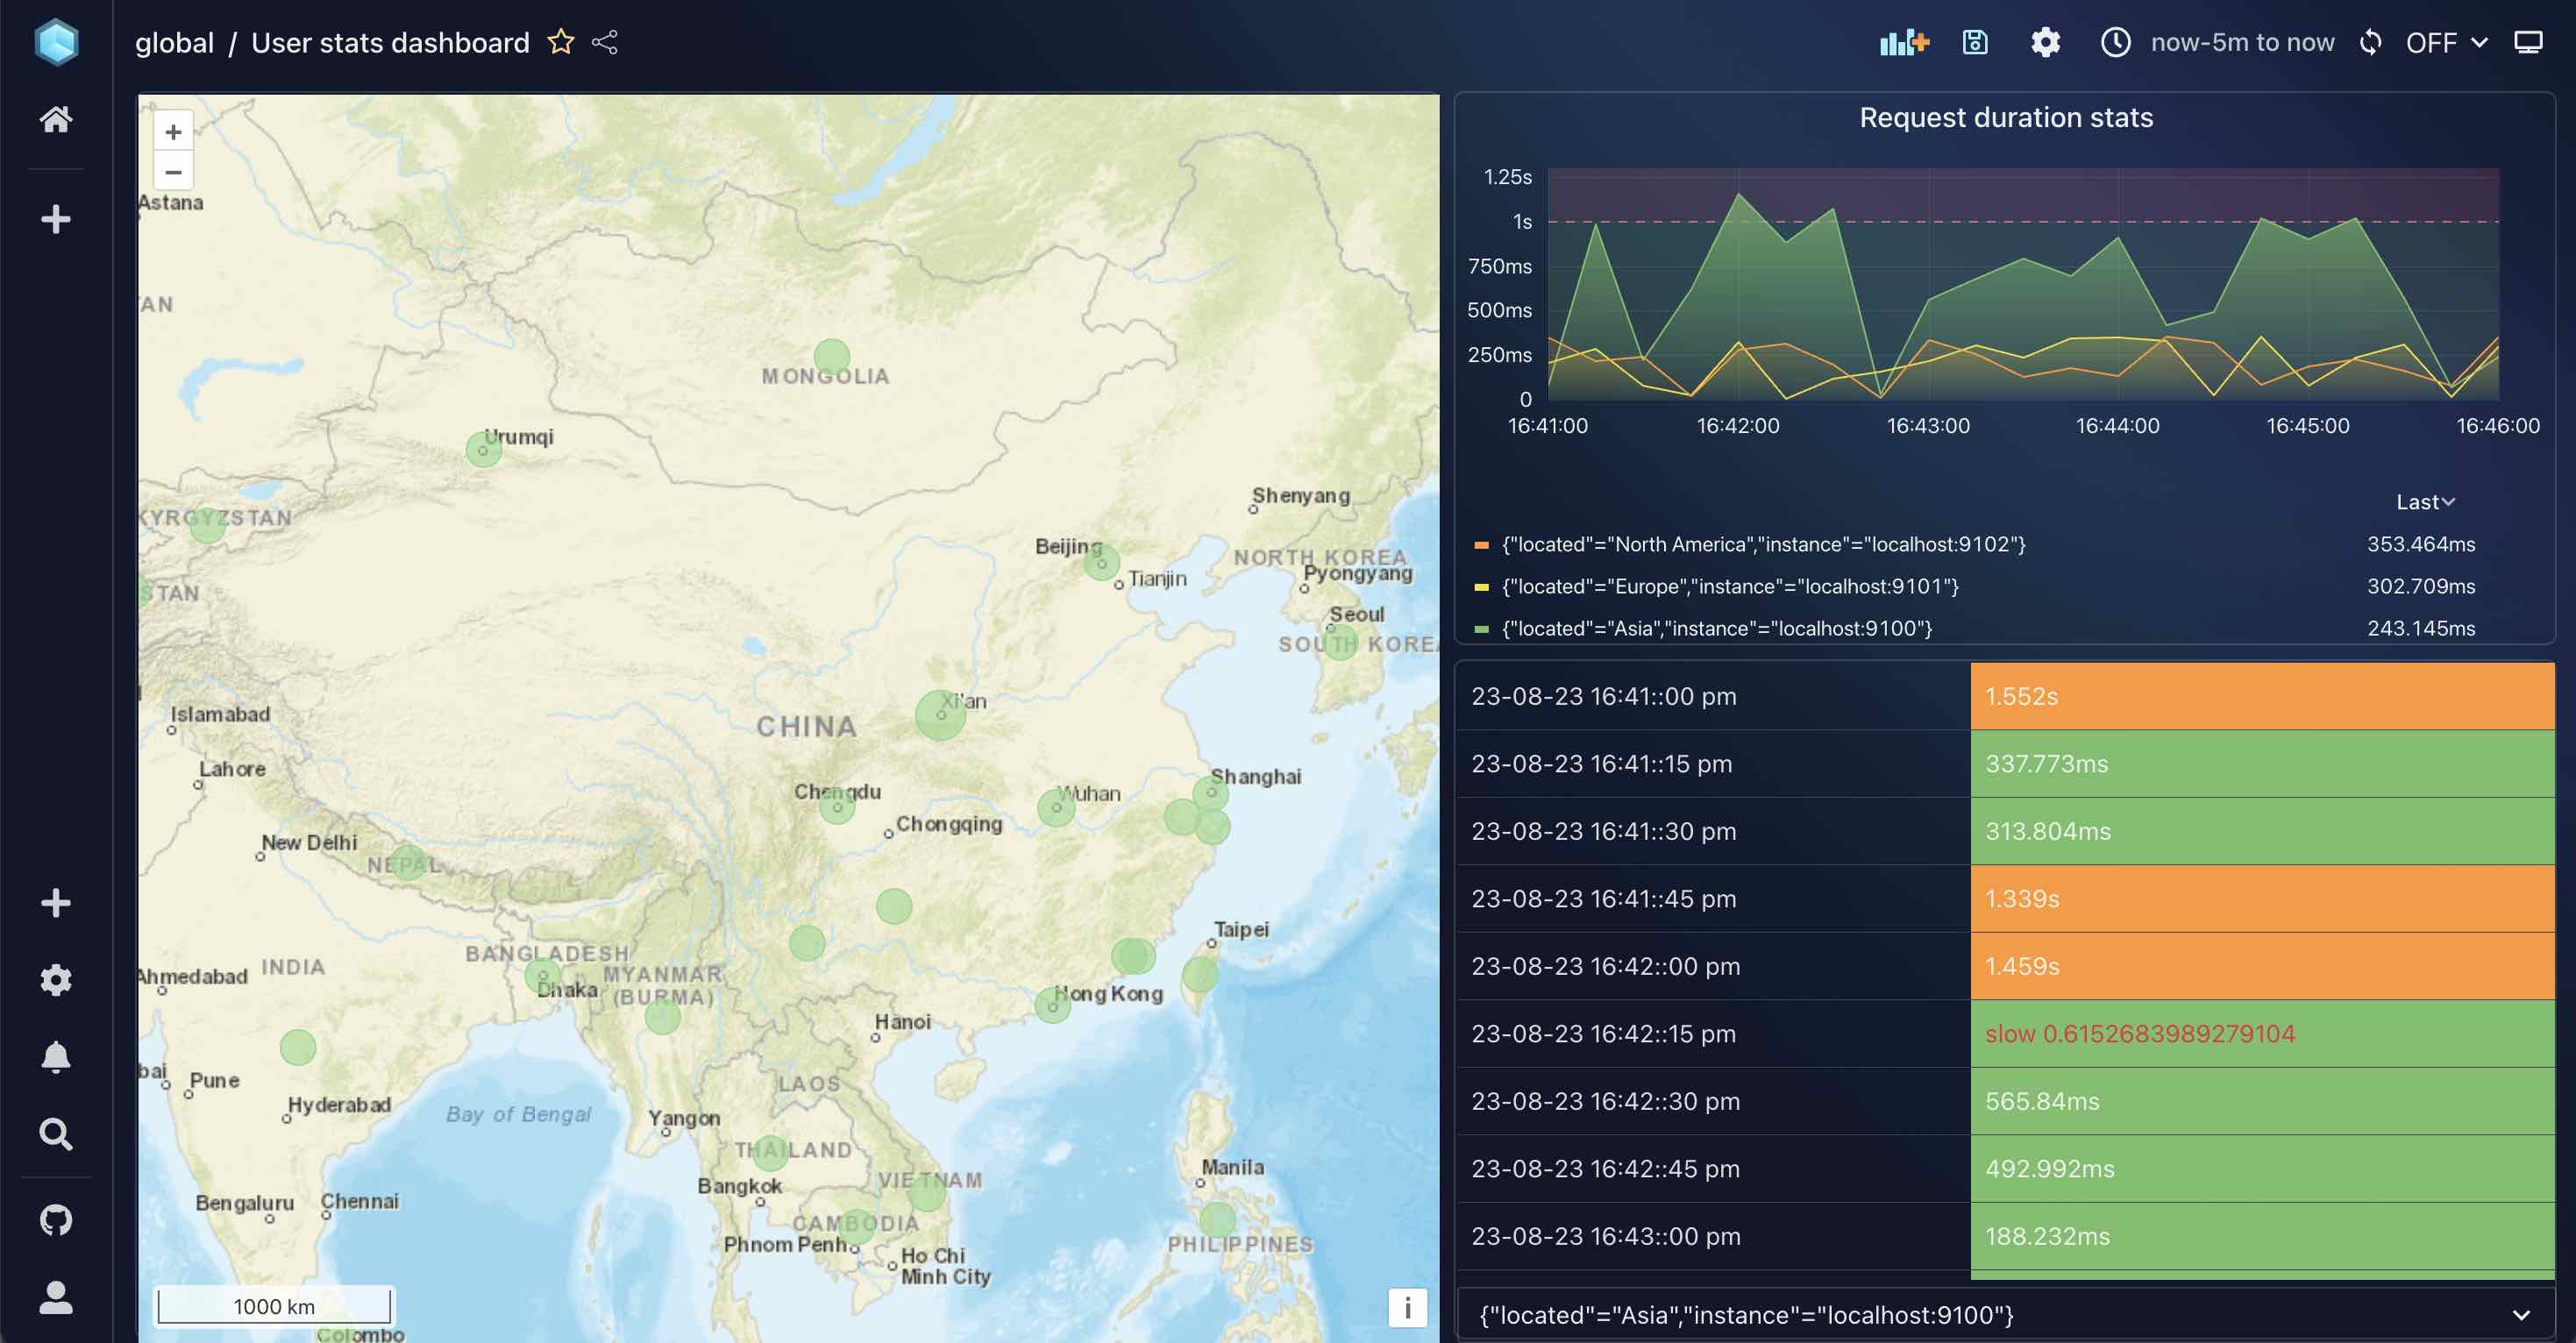 global / User stats dashboard
now-5m to now
OFF
+
−
Astana
MONGOLIA
Urumqi
KYRGYZSTAN
Shenyang
Beijing
NORTH KOREA
Tianjin
Pyongyang
STAN
Seoul
SOUTH KOREA
Xi'an
Islamabad
CHINA
Lahore
Shanghai
Chengdu
Wuhan
Chongqing
New Delhi
NEPAL
Taipei
BANGLADESH
INDIA
Ahmedabad
MYANMAR
(BURMA)
Dhaka
Hong Kong
Hanoi
bai
Pune
LAOS
Hyderabad
Bay of Bengal
Yangon
THAILAND
Manila
VIETNAM
Bangkok
Bengaluru
Chennai
CAMBODIA
Phnom Penh
PHILIPPINES
Ho Chi
Minh City
1000 km
i
Colombo
Request duration stats
1.25s
1s
750ms
500ms
250ms
0
16:41:00 16:42:00 16:43:00 16:44:00 16:45:00 16:46:00
Last
{"located"="North America","instance"="localhost:9102"} 353.464ms
{"located"="Europe","instance"="localhost:9101"} 302.709ms
{"located"="Asia","instance"="localhost:9100"} 243.145ms
23-08-23 16:41::00 pm 1.552s
23-08-23 16:41::15 pm 337.773ms
23-08-23 16:41::30 pm 313.804ms
23-08-23 16:41::45 pm 1.339s
23-08-23 16:42::00 pm 1.459s
23-08-23 16:42::15 pm slow 0.6152683989279104
23-08-23 16:42::30 pm 565.84ms
23-08-23 16:42::45 pm 492.992ms
23-08-23 16:43::00 pm 188.232ms
{"located"="Asia","instance"="localhost:9100"}